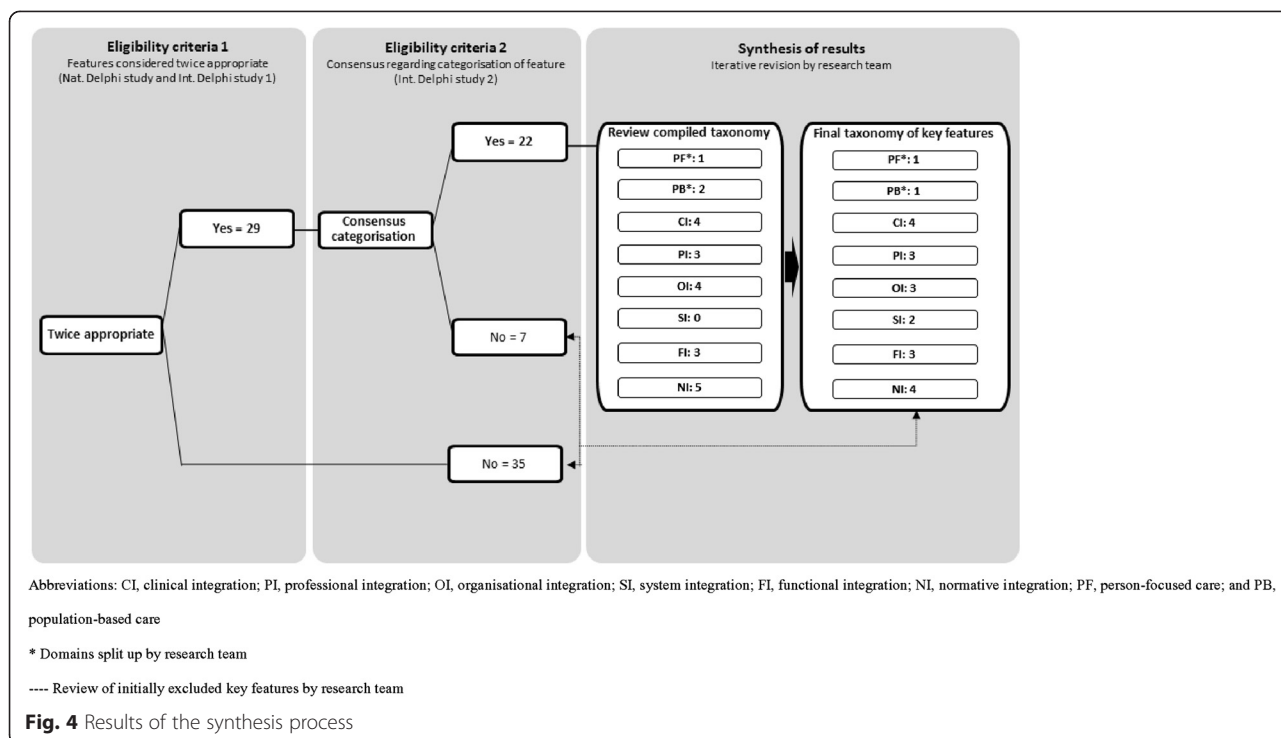 Eligibility criteria 1
Features considered twice appropriate
(Nat. Delphi study and Int. Delphi study 1)
Eligibility criteria 2
Consensus regarding categorisation of feature
(Int. Delphi study 2)
Synthesis of results
Iterative revision by research team
Twice appropriate
Yes = 29
No = 35
Consensus
categorisation
Yes = 22
No = 7
Review compiled taxonomy
PF*: 1
PB*: 2
CI: 4
PI: 3
OI: 4
SI: 0
FI: 3
NI: 5
Final taxonomy of key features
PF*: 1
PB*: 1
CI: 4
PI: 3
OI: 3
SI: 2
FI: 3
NI: 4
Abbreviations: CI, clinical integration; PI, professional integration; OI, organisational integration; SI, system integration; FI, functional integration; NI, normative integration; PF, person-focused care; and PB,
population-based care
* Domains split up by research team
---- Review of initially excluded key features by research team
Fig. 4 Results of the synthesis process